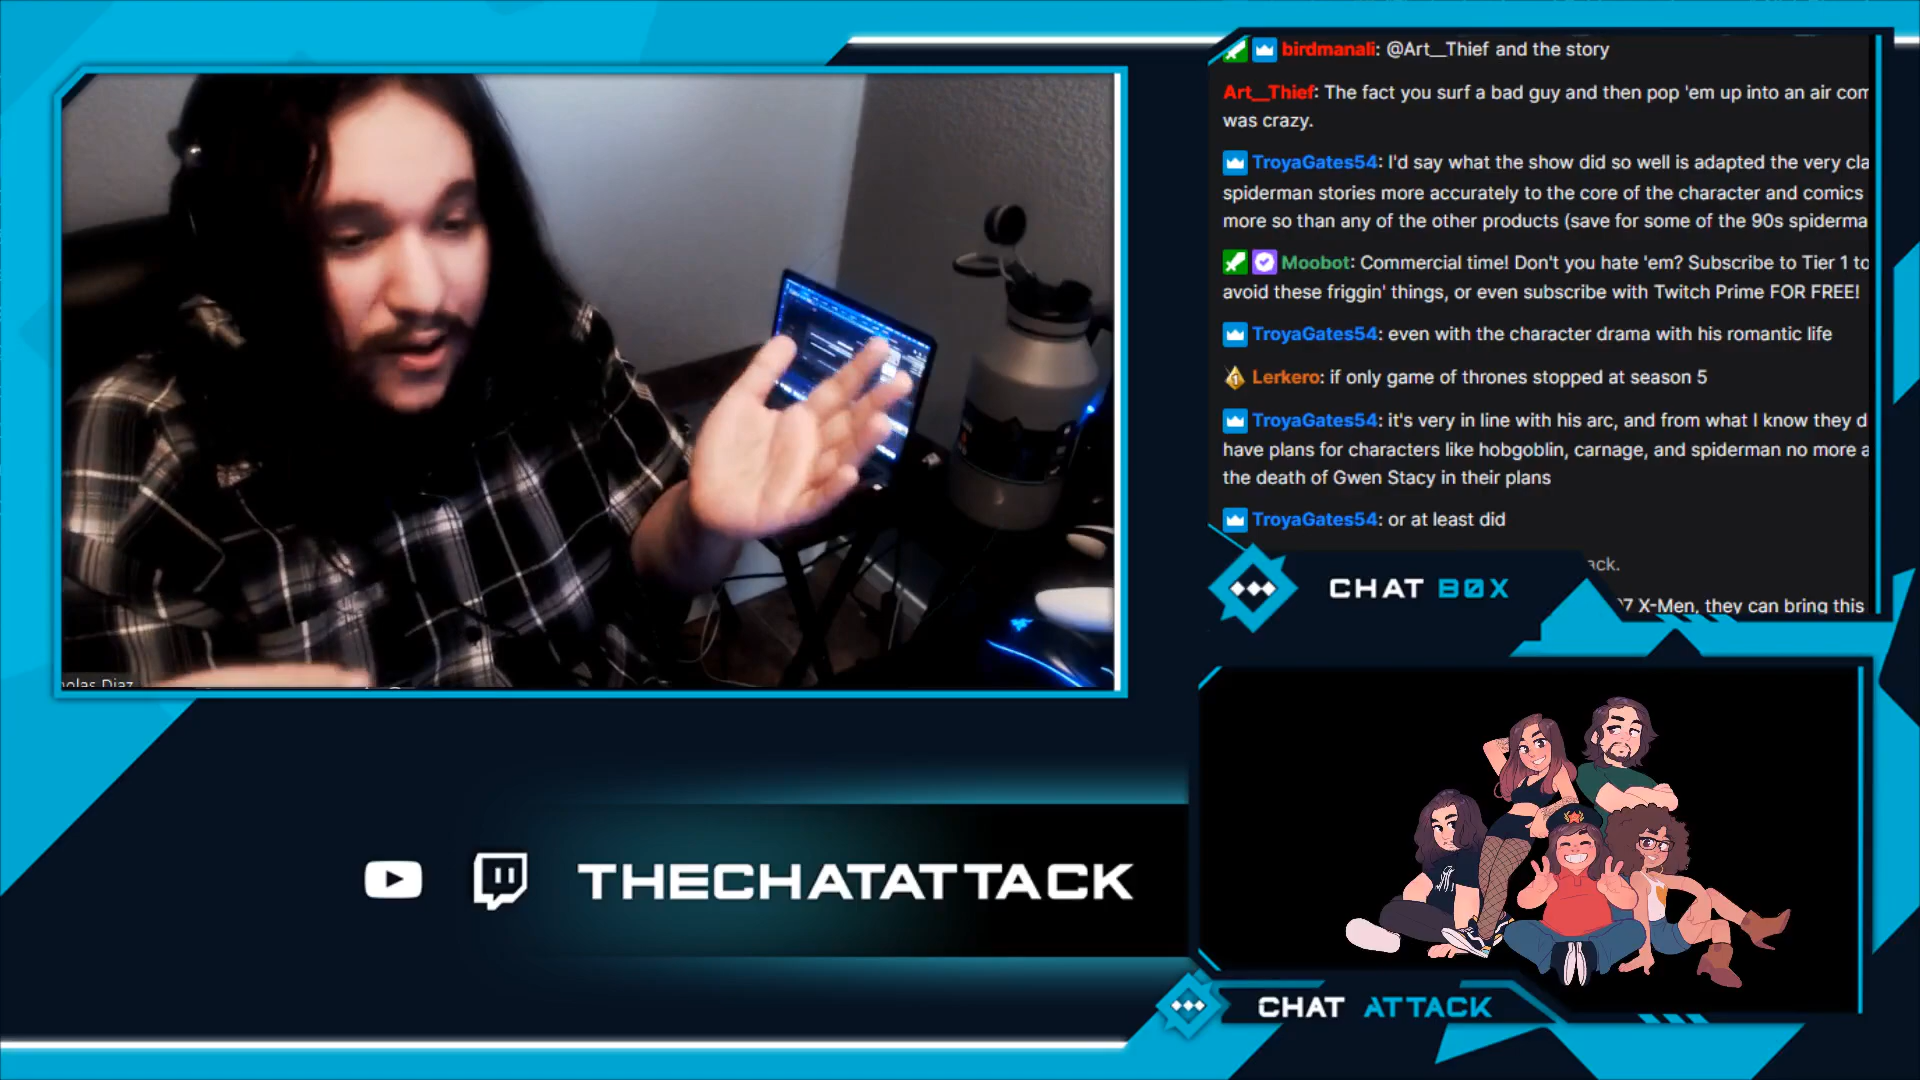 birdmanali: @Art__Thief and the story
Art__Thief: The fact you surf a bad guy and then pop 'em up into an air
was crazy.
TroyaGates54: I'd say what the show did so well is adapted the very
spiderman stories more accurately to the core of the character and comics
more so than any of the other products (save for some of the 90s
Moobot: Commercial time! Don't you hate 'em? Subscribe to Tier 1 to
avoid these friggin' things, or even subscribe with Twitch Prime FOR FREE!
TroyaGates54: even with the character drama with his romantic life
Lerkero: if only game of thrones stopped at season 5
TroyaGates54: it's very in line with his arc, and from what I know they
have plans for characters like hobgoblin, carnage, and spiderman no more
the death of Gwen Stacy in their plans
TroyaGates54: or at least did
ack.
X-Men, they can bring this
CHAT B0X
olas Diaz
THECHATATTACK
CHAT ATTACK